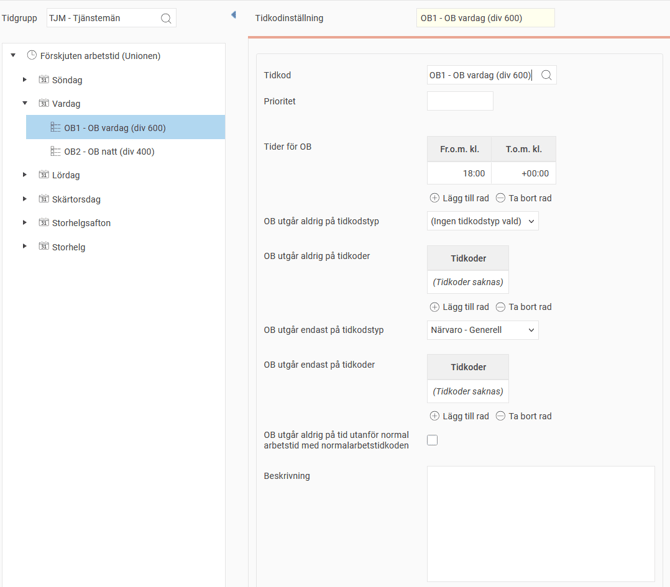 Tidgrupp TJM - Tjänstemän
Tidkodinställning OB1 - OB vardag (div 600)
Förskjuten arbetstid (Unionen)
Söndag
Vardag
OB1 - OB vardag (div 600)
OB2 - OB natt (div 400)
Lördag
Skärtorsdag
Storhelgsafton
Storhelg
Tidkod OB1 - OB vardag (div 600)
Prioritet
Tider för OB
Fr.o.m. kl. T.o.m. kl.
18:00 +00:00
Lägg till rad Ta bort rad
OB utgår aldrig på tidkodstyp (Ingen tidkodstyp vald)
OB utgår aldrig på tidkoder
Tidkoder
(Tidkoder saknas)
Lägg till rad Ta bort rad
OB utgår endast på tidkodstyp Närvaro - Generell
OB utgår endast på tidkoder
Tidkoder
(Tidkoder saknas)
Lägg till rad Ta bort rad
OB utgår aldrig på tid utanför normal
arbetstid med normalarbetstidkoden
Beskrivning